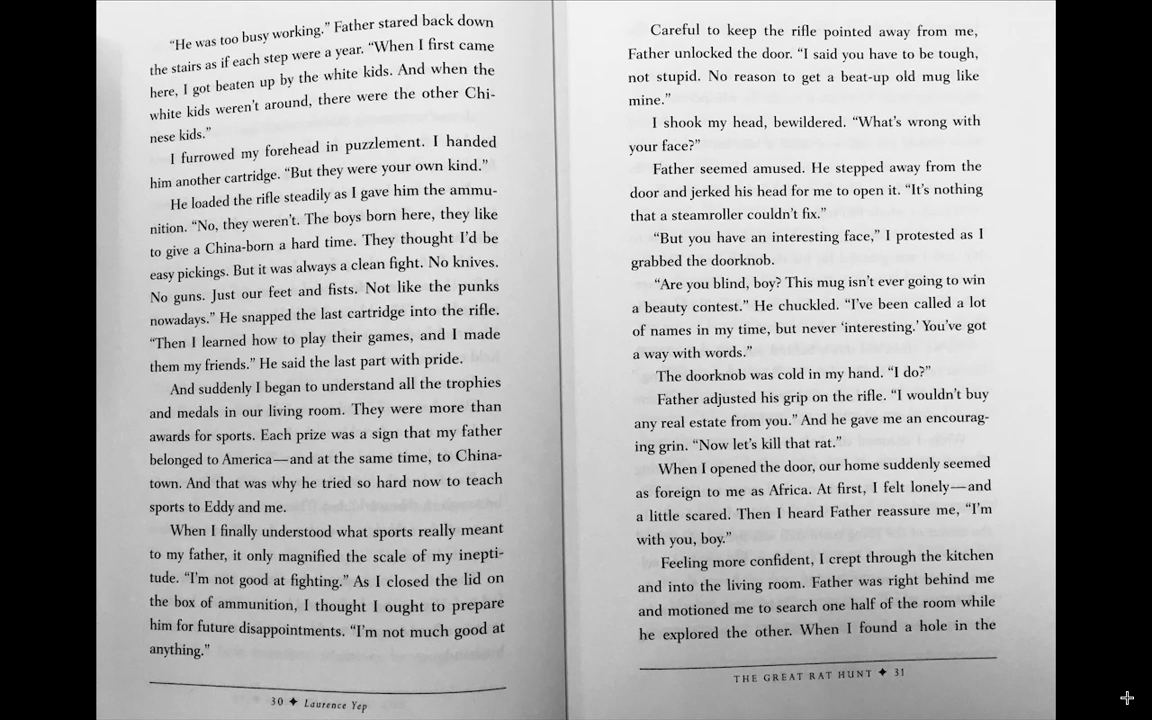 “He was too busy working.” Father stared back down
the stairs as if each step were a year. “When I first came
here, I got beaten up by the white kids. And when the
white kids weren’t around, there were the other Chi-
nese kids.”
I furrowed my forehead in puzzlement. I handed
him another cartridge. “But they were your own kind.”
He loaded the rifle steadily as I gave him the ammu-
nition. “No, they weren’t. The boys born here, they like
to give a China-born a hard time. They thought I’d be
easy pickings. But it was always a clean fight. No knives.
No guns. Just our feet and fists. Not like the punks
nowadays.” He snapped the last cartridge into the rifle.
“Then I learned how to play their games, and I made
them my friends.” He said the last part with pride.
And suddenly I began to understand all the trophies
and medals in our living room. They were more than
awards for sports. Each prize was a sign that my father
belonged to America—and at the same time, to China-
town. And that was why he tried so hard now to teach
sports to Eddy and me.
When I finally understood what sports really meant
to my father, it only magnified the scale of my inepti-
tude. “I’m not good at fighting.” As I closed the lid on
the box of ammunition, I thought I ought to prepare
him for future disappointments. “I’m not much good at
anything.”
30 ✦ Laurence Yep
Careful to keep the rifle pointed away from me,
Father unlocked the door. “I said you have to be tough,
not stupid. No reason to get a beat-up old mug like
mine.”
I shook my head, bewildered. “What’s wrong with
your face?”
Father seemed amused. He stepped away from the
door and jerked his head for me to open it. “It’s nothing
that a steamroller couldn’t fix.”
“But you have an interesting face,” I protested as I
grabbed the doorknob.
“Are you blind, boy? This mug isn’t ever going to win
a beauty contest.” He chuckled. “I’ve been called a lot
of names in my time, but never ‘interesting.’ You’ve got
a way with words.”
The doorknob was cold in my hand. “I do?”
Father adjusted his grip on the rifle. “I wouldn’t buy
any real estate from you.” And he gave me an encourag-
ing grin. “Now let’s kill that rat.”
When I opened the door, our home suddenly seemed
as foreign to me as Africa. At first, I felt lonely—and
a little scared. Then I heard Father reassure me, “I’m
with you, boy.”
Feeling more confident, I crept through the kitchen
and into the living room. Father was right behind me
and motioned me to search one half of the room while
he explored the other. When I found a hole in the
THE GREAT RAT HUNT ✦ 31